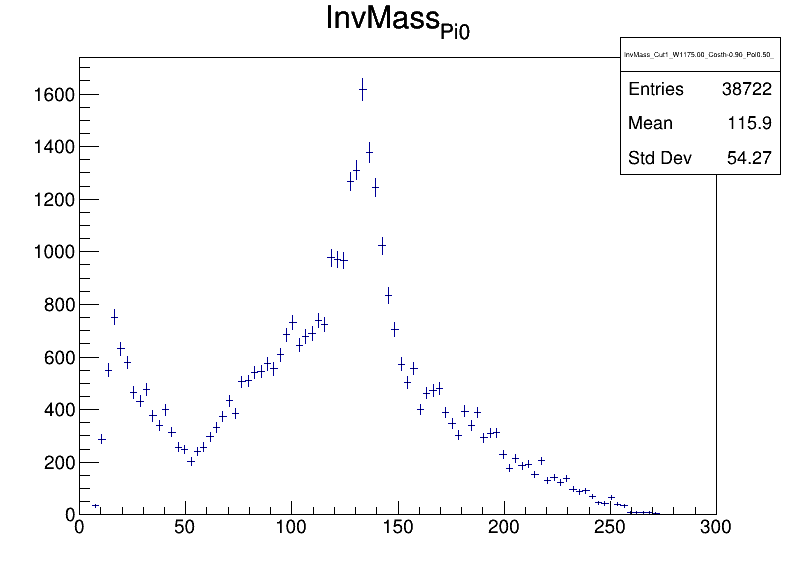 InvMass_Pi0
InvMass_Cut1_W1175.00_Costh-0.90_Pol0.50_
Entries 38722
Mean 115.9
Std Dev 54.27
1600
1400
1200
1000
800
600
400
200
0
0 50 100 150 200 250 300